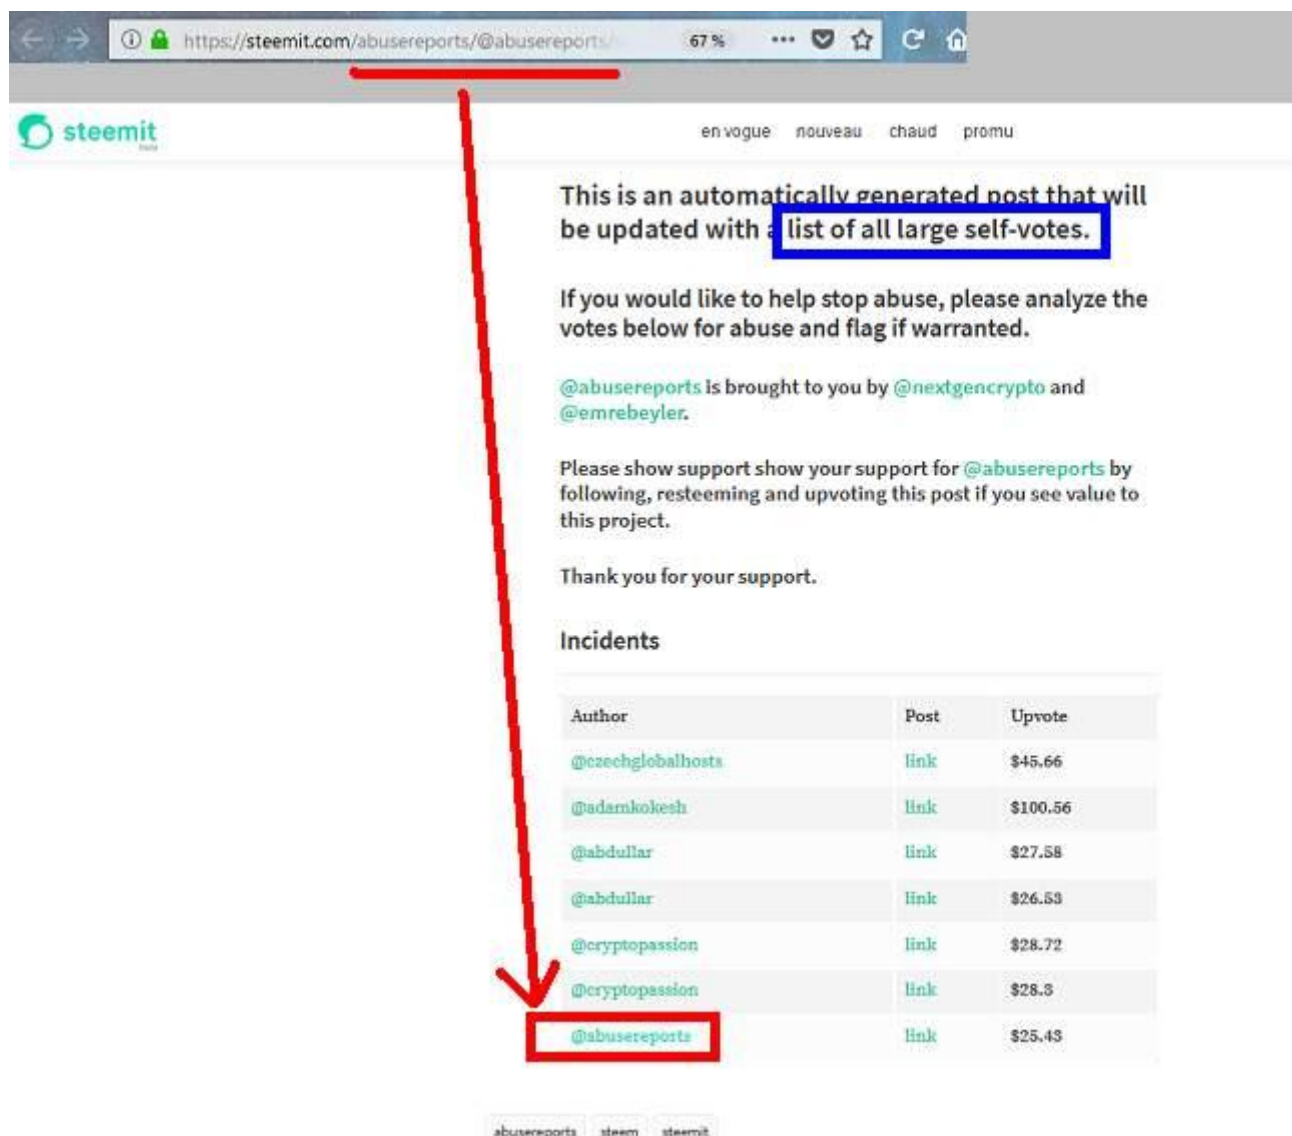 https://steemit.com/abusereports/@abusereports/
67 %
steemit
beta
en vogue nouveau chaud promu
This is an automatically generated post that will
be updated with a list of all large self-votes.
If you would like to help stop abuse, please analyze the
votes below for abuse and flag if warranted.
@abusereports is brought to you by @nextgencrypto and
@emrebeyler.
Please show support show your support for @abusereports by
following, resteeming and upvoting this post if you see value to
this project.
Thank you for your support.
Incidents
Author Post Upvote
@czechglobalhosts link $45.66
@adamkokesh link $100.56
@abdullar link $27.58
@abdullar link $26.53
@cryptopassion link $28.72
@cryptopassion link $28.3
@abusereports link $25.43
abusereports steem steemit